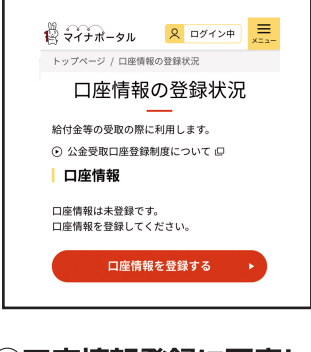 マイナポータル
ログイン中
メニュー
トップページ / 口座情報の登録状況
口座情報の登録状況
給付金等の受取の際に利用します。
公金受取口座登録制度について
口座情報
口座情報は未登録です。
口座情報を登録してください。
口座情報を登録する